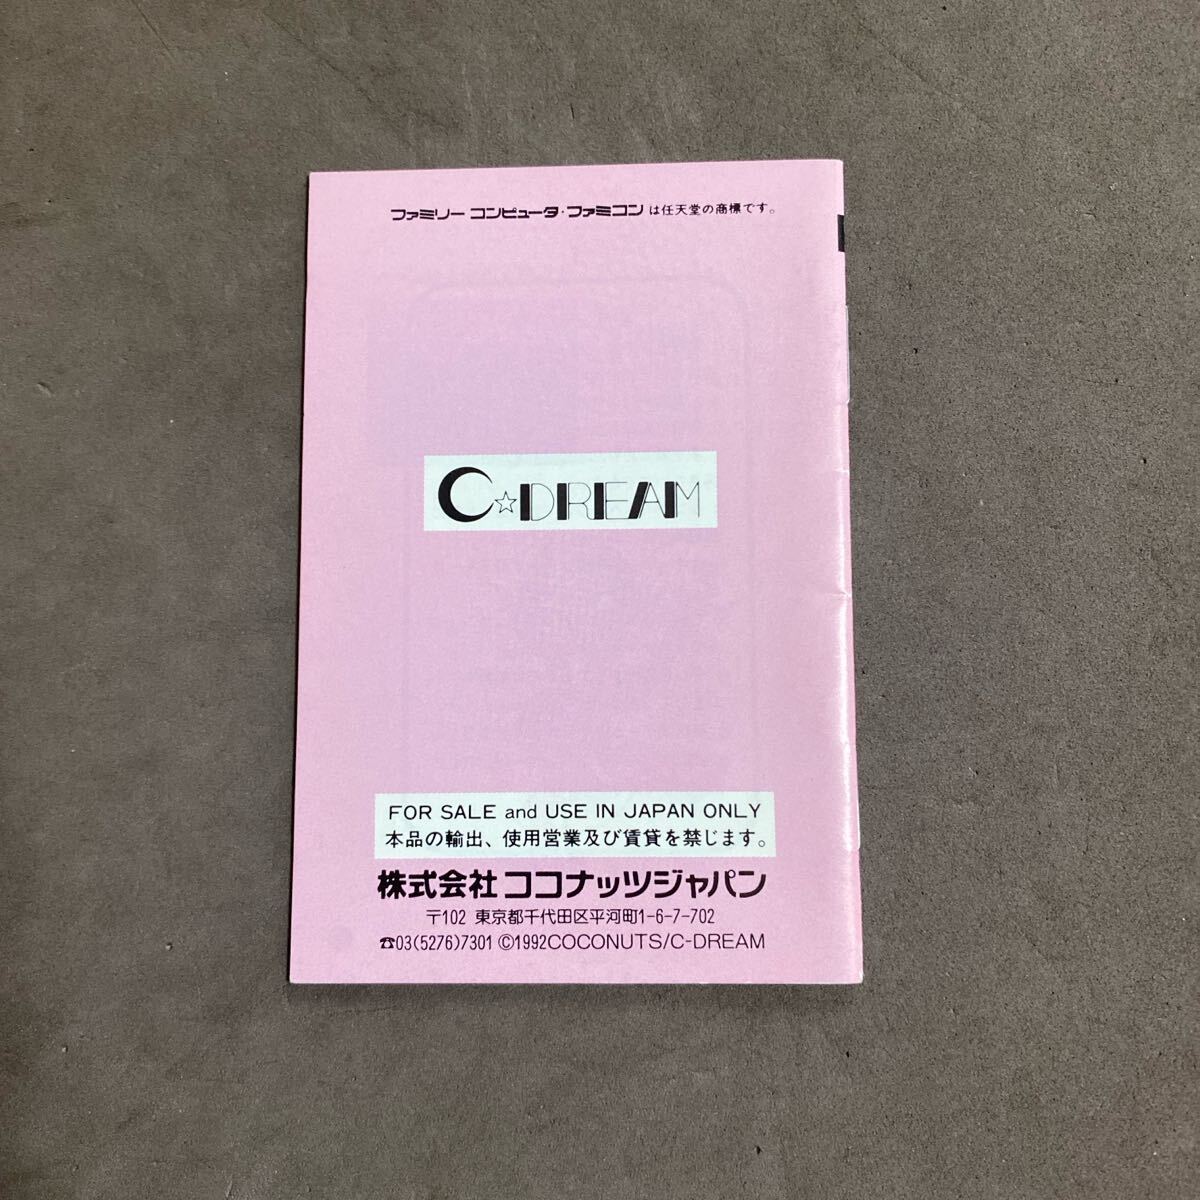 ファミリー コンピュータ・ファミコン は任天堂の商標です。
C☆DREAM
FOR SALE and USE IN JAPAN ONLY
本品の輸出、使用営業及び賃貸を禁じます。
株式会社 ココナッツジャパン
〒102 東京都千代田区平河町1-6-7-702
☎03(5276)7301 ©1992COCONUTS/C-DREAM